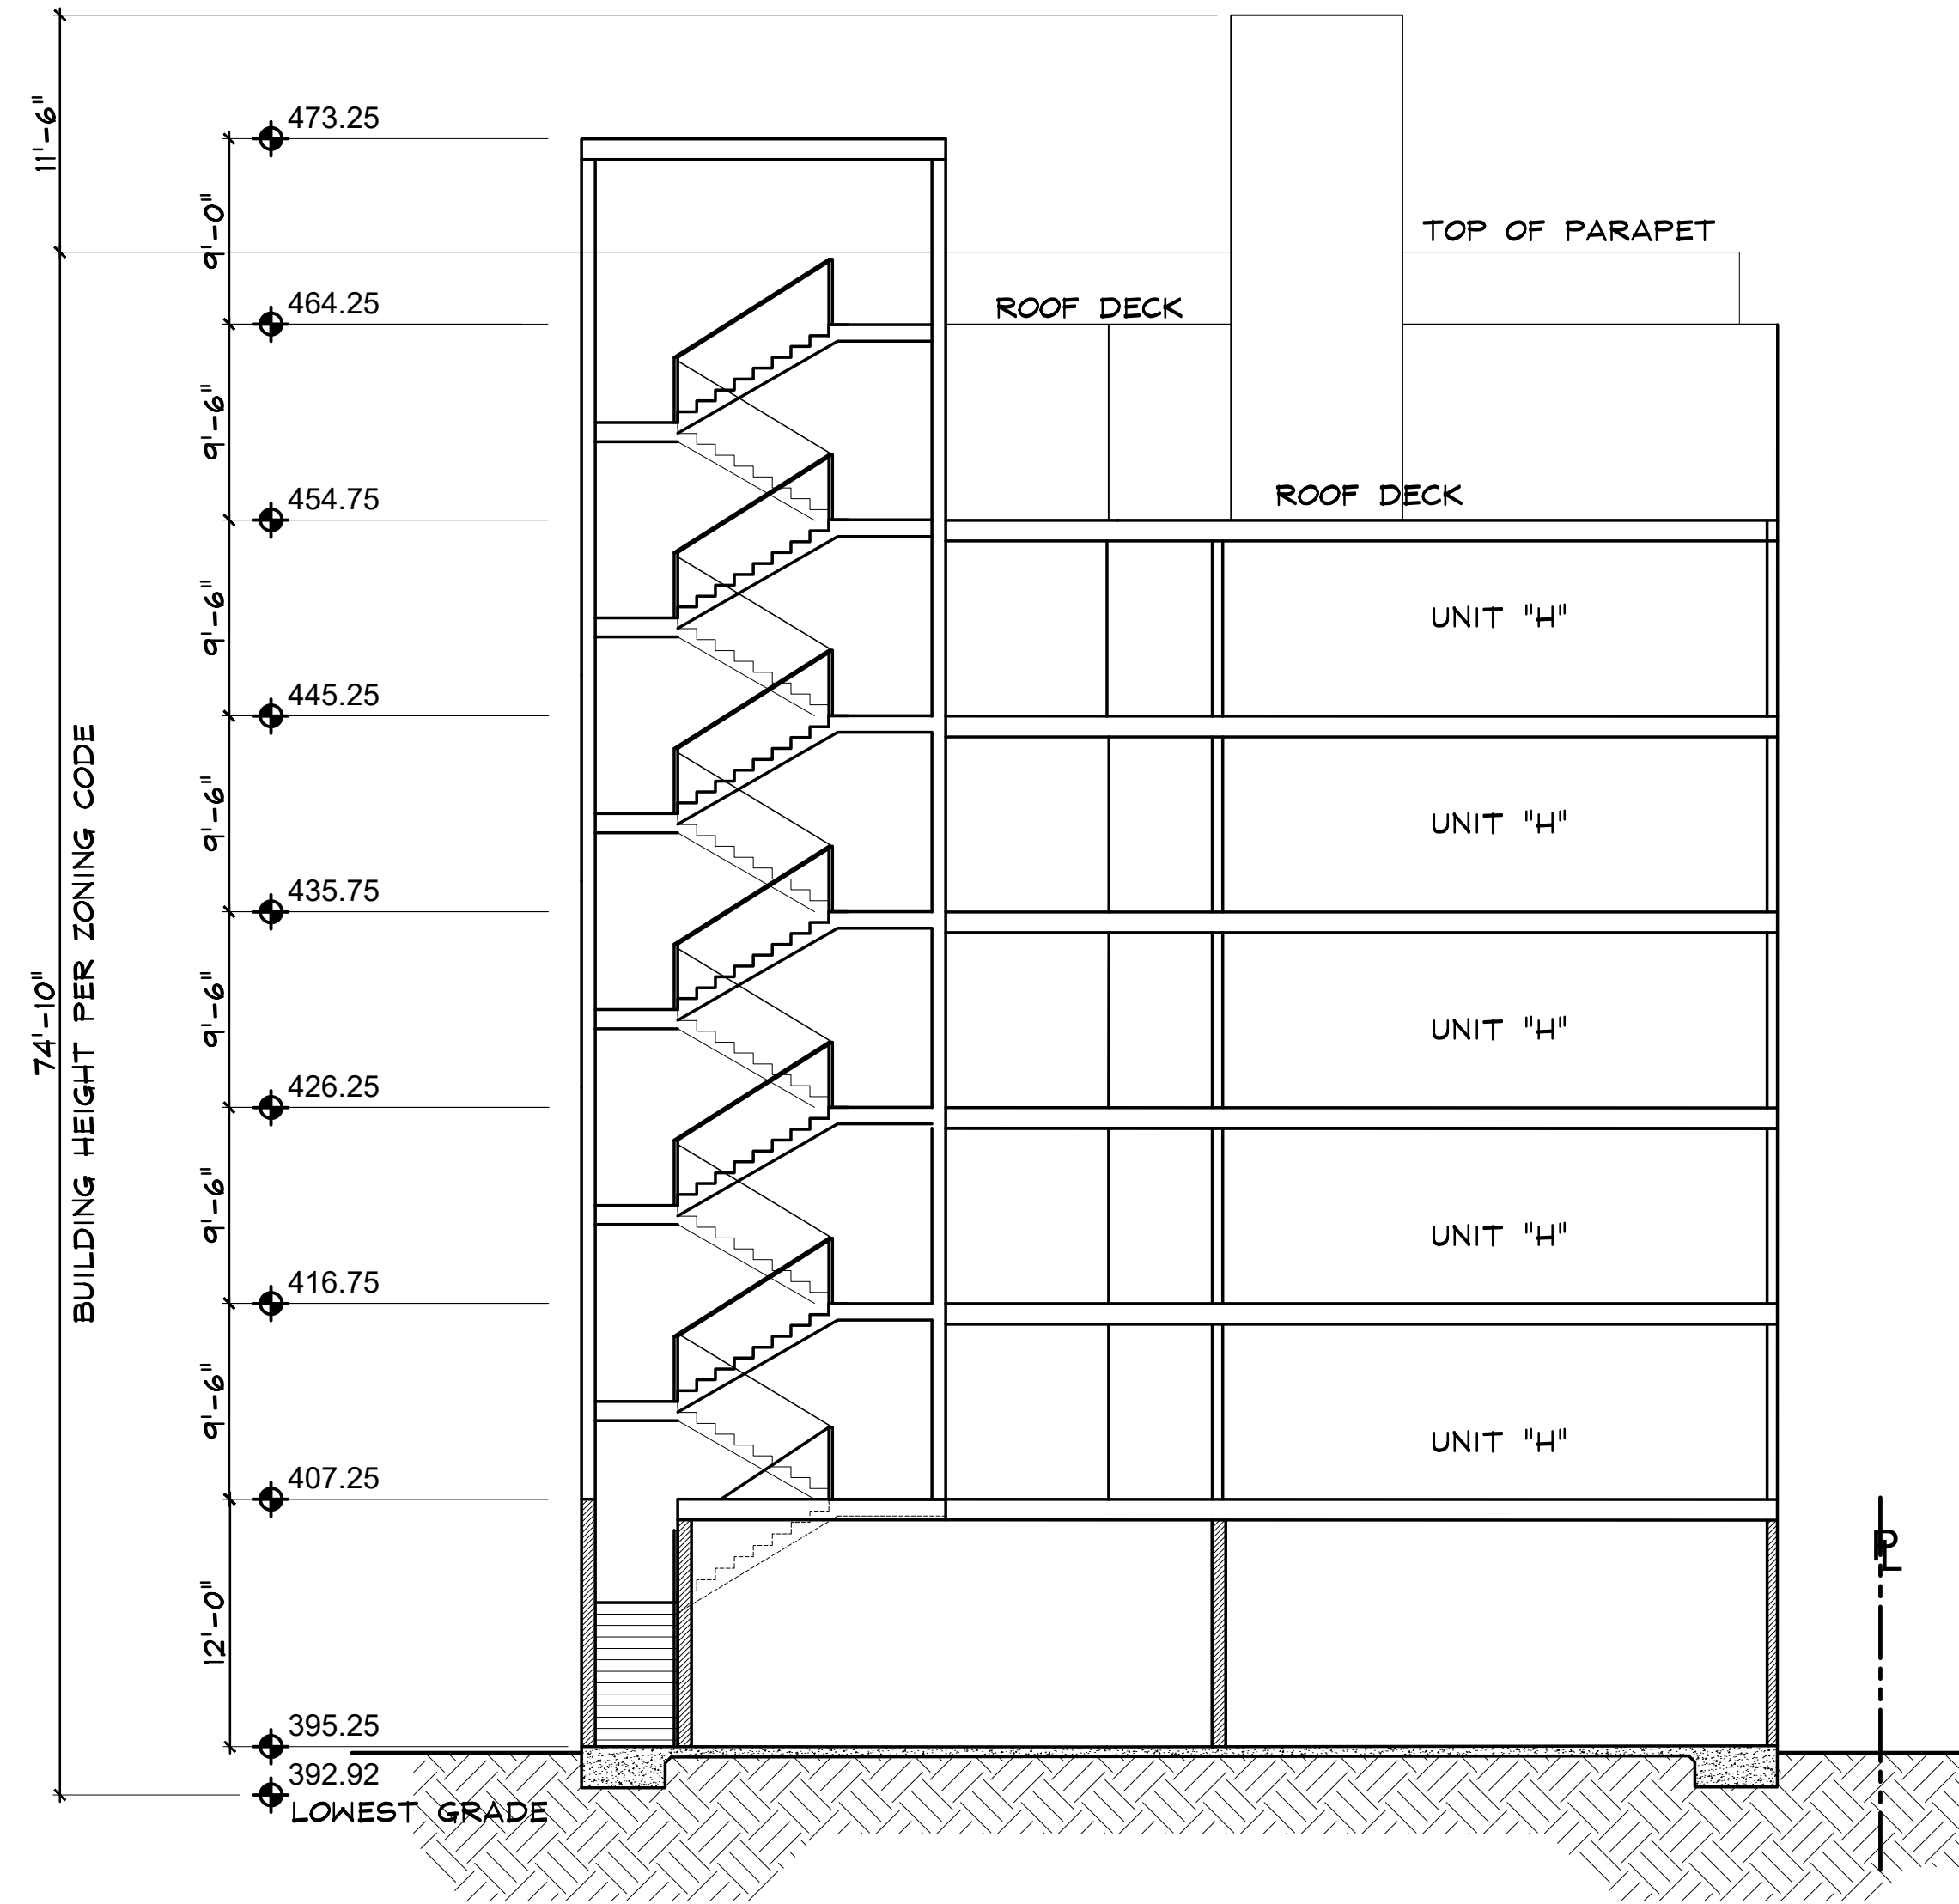 11'-6"
473.25
9'-0"
TOP OF PARAPET
464.25
ROOF DECK
9'-6"
454.75
ROOF DECK
9'-6"
UNIT "H"
445.25
9'-6"
UNIT "H"
435.75
BUILDING HEIGHT PER ZONING CODE
74'-10"
9'-6"
UNIT "H"
426.25
9'-6"
UNIT "H"
416.75
9'-6"
UNIT "H"
407.25
PL
12'-0"
395.25
392.92
LOWEST GRADE